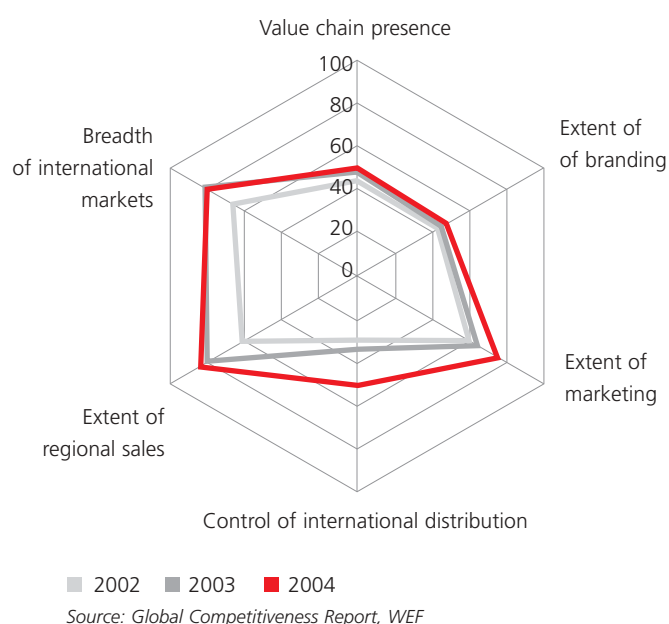 Value chain presence
100
80
60
40
20
0
Breadth
of international
markets
Extent of
of branding
Extent of
regional sales
Extent of
marketing
Control of international distribution
2002 2003 2004
Source: Global Competitiveness Report, WEF